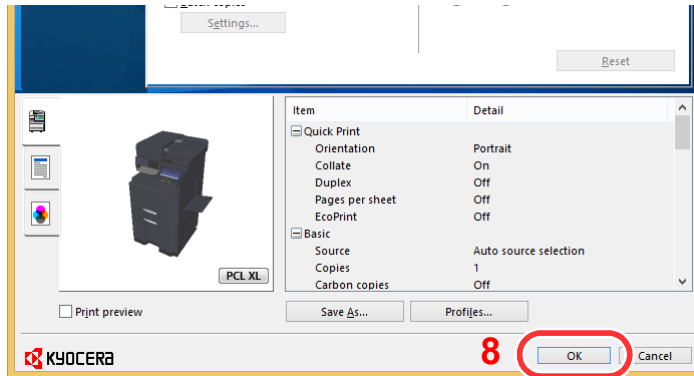 Settings...
Reset
Item Detail
Quick Print
Orientation Portrait
Collate On
Duplex Off
Pages per sheet Off
EcoPrint Off
Basic
Source Auto source selection
Copies 1
Carbon copies Off
PCL XL
Print preview
Save As...
Profiles...
KYOCERA
8
OK
Cancel